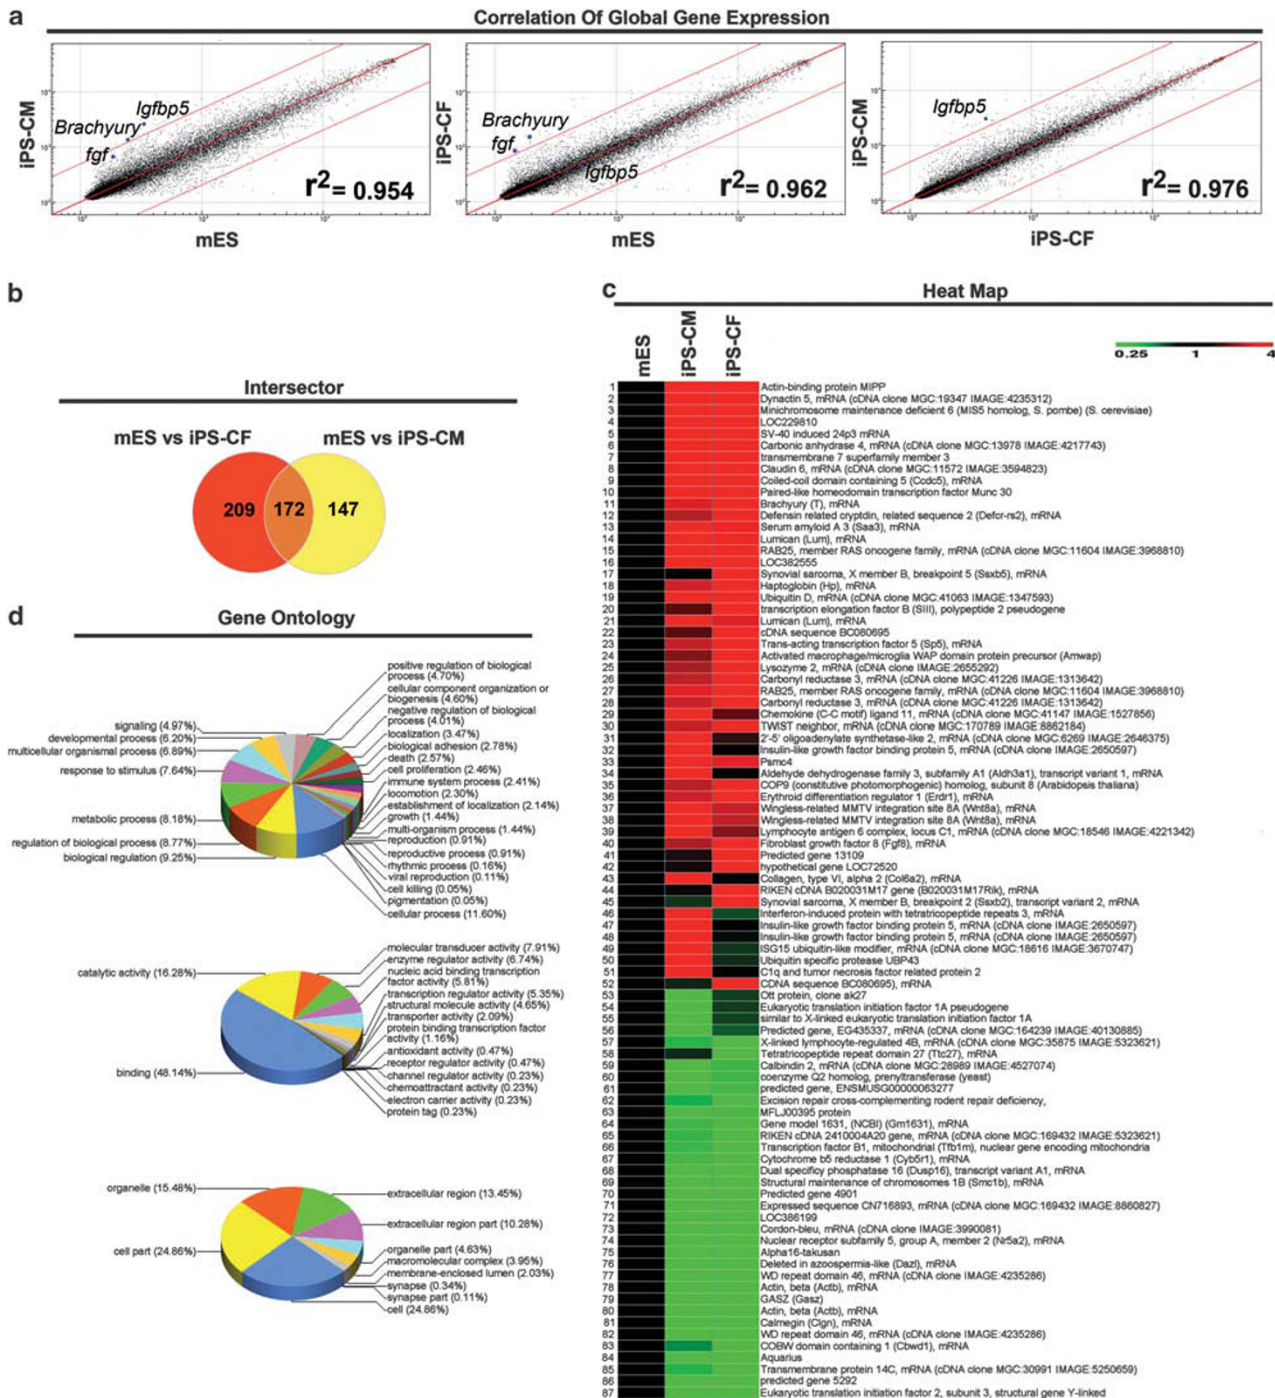 a
Correlation Of Global Gene Expression
iPS-CM
Igfbp5
Brachyury
fgf
r2= 0.954
mES
iPS-CF
Brachyury
fgf
Igfbp5
r2= 0.962
mES
iPS-CM
Igfbp5
r2= 0.976
iPS-CF
b
Intersector
mES vs iPS-CF
mES vs iPS-CM
209
172
147
c
Heat Map
mES
iPS-CM
iPS-CF
0.25 1 4
1 Actin-binding protein MIPP
2 Dynactin 5, mRNA (cDNA clone MGC:19347 IMAGE:4235312)
3 Minichromosome maintenance deficient 6 (MIS5 homolog, S. pombe) (S. cerevisiae)
4 LOC229810
5 SV-40 induced 24p3 mRNA
6 Carbonic anhydrase 4, mRNA (cDNA clone MGC:13978 IMAGE:4217743)
7 transmembrane 7 superfamily member 3
8 Claudin 6, mRNA (cDNA clone MGC:11572 IMAGE:3594823)
9 Coiled-coil domain containing 5 (Ccdc5), mRNA
10 Paired-like homeodomain transcription factor Munc 30
11 Brachyury (T), mRNA
12 Defensin related cryptdin, related sequence 2 (Defcr-rs2), mRNA
13 Serum amyloid A 3 (Saa3), mRNA
14 Lumican (Lum), mRNA
15 RAB25, member RAS oncogene family, mRNA (cDNA clone MGC:11604 IMAGE:3968810)
16 LOC382555
17 Synovial sarcoma, X member B, breakpoint 5 (Ssxb5), mRNA
18 Haptoglobin (Hp), mRNA
19 Ubiquitin D, mRNA (cDNA clone MGC:41063 IMAGE:1347593)
20 transcription elongation factor B (SIII), polypeptide 2 pseudogene
21 Lumican (Lum), mRNA
22 cDNA sequence BC080695
23 Trans-acting transcription factor 5 (Sp5), mRNA
24 Activated macrophage/microglia WAP domain protein precursor (Amwap)
25 Lysozyme 2, mRNA (cDNA clone IMAGE:2655292)
26 Carbonyl reductase 3, mRNA (cDNA clone MGC:41226 IMAGE:1313642)
27 RAB25, member RAS oncogene family, mRNA (cDNA clone MGC:11604 IMAGE:3968810)
28 Carbonyl reductase 3, mRNA (cDNA clone MGC:41226 IMAGE:1313642)
29 Chemokine (C-C motif) ligand 11, mRNA (cDNA clone MGC:41147 IMAGE:1527856)
30 TWIST neighbor, mRNA (cDNA clone MGC:170789 IMAGE:8862184)
31 2'-5' oligoadenylate synthetase-like 2, mRNA (cDNA clone MGC:6269 IMAGE:2646375)
32 Insulin-like growth factor binding protein 5, mRNA (cDNA clone IMAGE:2650597)
33 Psmc4
34 Aldehyde dehydrogenase family 3, subfamily A1 (Aldh3a1), transcript variant 1, mRNA
35 COP9 (constitutive photomorphogenic) homolog, subunit 8 (Arabidopsis thaliana)
36 Erythroid differentiation regulator 1 (Erdr1), mRNA
37 Wingless-related MMTV integration site 8A (Wnt8a), mRNA
38 Wingless-related MMTV integration site 8A (Wnt8a), mRNA
39 Lymphocyte antigen 6 complex, locus C1, mRNA (cDNA clone MGC:18546 IMAGE:4221342)
40 Fibroblast growth factor 8 (Fgf8), mRNA
41 Predicted gene 13109
42 hypothetical gene LOC72520
43 Collagen, type VI, alpha 2 (Col6a2), mRNA
44 RIKEN cDNA B020031M17 gene (B020031M17Rik), mRNA
45 Synovial sarcoma, X member B, breakpoint 2 (Ssxb2), transcript variant 2, mRNA
46 Interferon-induced protein with tetratricopeptide repeats 3, mRNA
47 Insulin-like growth factor binding protein 5, mRNA (cDNA clone IMAGE:2650597)
48 Insulin-like growth factor binding protein 5, mRNA (cDNA clone IMAGE:2650597)
49 ISG15 ubiquitin-like modifier, mRNA (cDNA clone MGC:18616 IMAGE:3670747)
50 Ubiquitin specific protease UBP43
51 C1q and tumor necrosis factor related protein 2
52 CDNA sequence BC080695), mRNA
53 Ott protein, clone ak27
54 Eukaryotic translation initiation factor 1A pseudogene
55 similar to X-linked eukaryotic translation initiation factor 1A
56 Predicted gene, EG435337, mRNA (cDNA clone MGC:164239 IMAGE:40130885)
57 X-linked lymphocyte-regulated 4B, mRNA (cDNA clone MGC:35875 IMAGE:5323621)
58 Tetratricopeptide repeat domain 27 (Ttc27), mRNA
59 Calbindin 2, mRNA (cDNA clone MGC:28989 IMAGE:4527074)
60 coenzyme Q2 homolog, prenyltransferase (yeast)
61 predicted gene, ENSMUSG00000063277
62 Excision repair cross-complementing rodent repair deficiency,
63 MFLJ00395 protein
64 Gene model 1631, (NCBI) (Gm1631), mRNA
65 RIKEN cDNA 2410004A20 gene, mRNA (cDNA clone MGC:169432 IMAGE:5323621)
66 Transcription factor B1, mitochondrial (Tfb1m), nuclear gene encoding mitochondria
67 Cytochrome b5 reductase 1 (Cyb5r1), mRNA
68 Dual specificy phosphatase 16 (Dusp16), transcript variant A1, mRNA
69 Structural maintenance of chromosomes 1B (Smc1b), mRNA
70 Predicted gene 4901
71 Expressed sequence CN716893, mRNA (cDNA clone MGC:169432 IMAGE:8860827)
72 LOC386199
73 Cordon-bleu, mRNA (cDNA clone IMAGE:3990081)
74 Nuclear receptor subfamily 5, group A, member 2 (Nr5a2), mRNA
75 Alpha16-takusan
76 Deleted in azoospermia-like (Dazl), mRNA
77 WD repeat domain 46, mRNA (cDNA clone IMAGE:4235286)
78 Actin, beta (Actb), mRNA
79 GASZ (Gasz)
80 Actin, beta (Actb), mRNA
81 Calmegin (Clgn), mRNA
82 WD repeat domain 46, mRNA (cDNA clone IMAGE:4235286)
83 COBW domain containing 1 (Cbwd1), mRNA
84 Aquarius
85 Transmembrane protein 14C, mRNA (cDNA clone MGC:30991 IMAGE:5250659)
86 predicted gene 5292
87 Eukaryotic translation initiation factor 2, subunit 3, structural gene Y-linked
d
Gene Ontology
signaling (4.97%)
developmental process (6.20%)
multicellular organismal process (6.89%)
response to stimulus (7.64%)
metabolic process (8.18%)
regulation of biological process (8.77%)
biological regulation (9.25%)
positive regulation of biological
process (4.70%)
cellular component organization or
biogenesis (4.60%)
negative regulation of biological
process (4.01%)
localization (3.47%)
biological adhesion (2.78%)
death (2.57%)
cell proliferation (2.46%)
immune system process (2.41%)
locomotion (2.30%)
establishment of localization (2.14%)
growth (1.44%)
multi-organism process (1.44%)
reproduction (0.91%)
reproductive process (0.91%)
rhythmic process (0.16%)
viral reproduction (0.11%)
cell killing (0.05%)
pigmentation (0.05%)
cellular process (11.60%)
catalytic activity (16.28%)
binding (48.14%)
molecular transducer activity (7.91%)
enzyme regulator activity (6.74%)
nucleic acid binding transcription
factor activity (5.81%)
transcription regulator activity (5.35%)
structural molecule activity (4.65%)
transporter activity (2.09%)
protein binding transcription factor
activity (1.16%)
antioxidant activity (0.47%)
receptor regulator activity (0.47%)
channel regulator activity (0.23%)
chemoattractant activity (0.23%)
electron carrier activity (0.23%)
protein tag (0.23%)
organelle (15.48%)
cell part (24.86%)
extracellular region (13.45%)
extracellular region part (10.28%)
organelle part (4.63%)
macromolecular complex (3.95%)
membrane-enclosed lumen (2.03%)
synapse (0.34%)
synapse part (0.11%)
cell (24.86%)